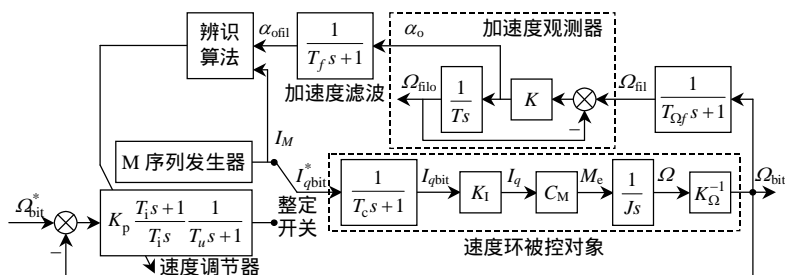 辨识
算法
α_ofil
1
T_f s+1
加速度滤波
α_o
加速度观测器
Ω_filo
1
Ts
K
−
Ω_fil
1
T_Ωf s+1
M 序列发生器
I_M
I*_qbit
整定
开关
1
T_c s+1
I_qbit
K_I
I_q
C_M
M_e
1
Js
Ω
K_Ω^−1
Ω_bit
速度环被控对象
Ω*_bit
−
K_p T_i s+1 / T_i s 1 / T_u s+1
速度调节器